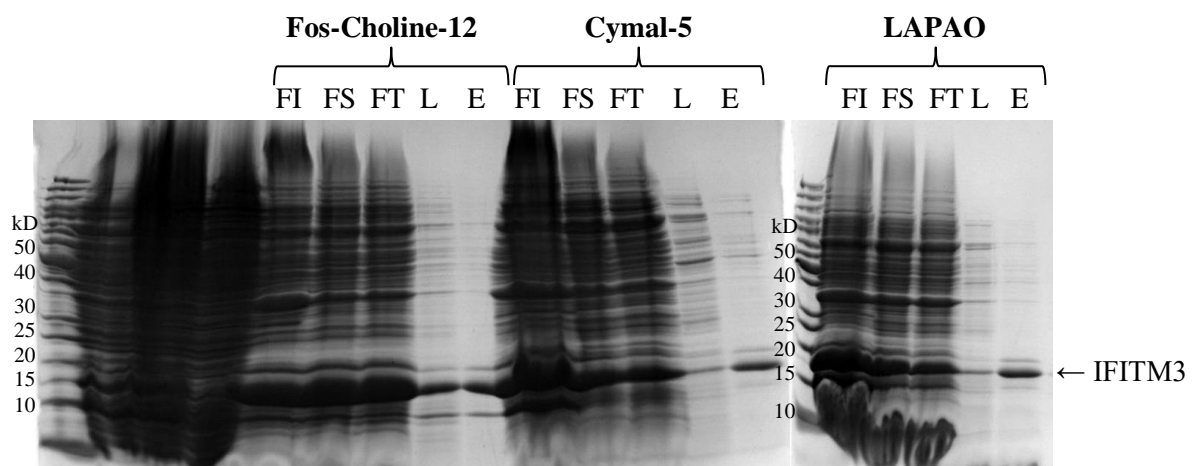 Fos-Choline-12 Cymal-5 LAPAO
FI FS FT L E FI FS FT L E FI FS FT L E
kD kD
50 50
40 40
30 30
25 25
20 20
15 15 ← IFITM3
10 10